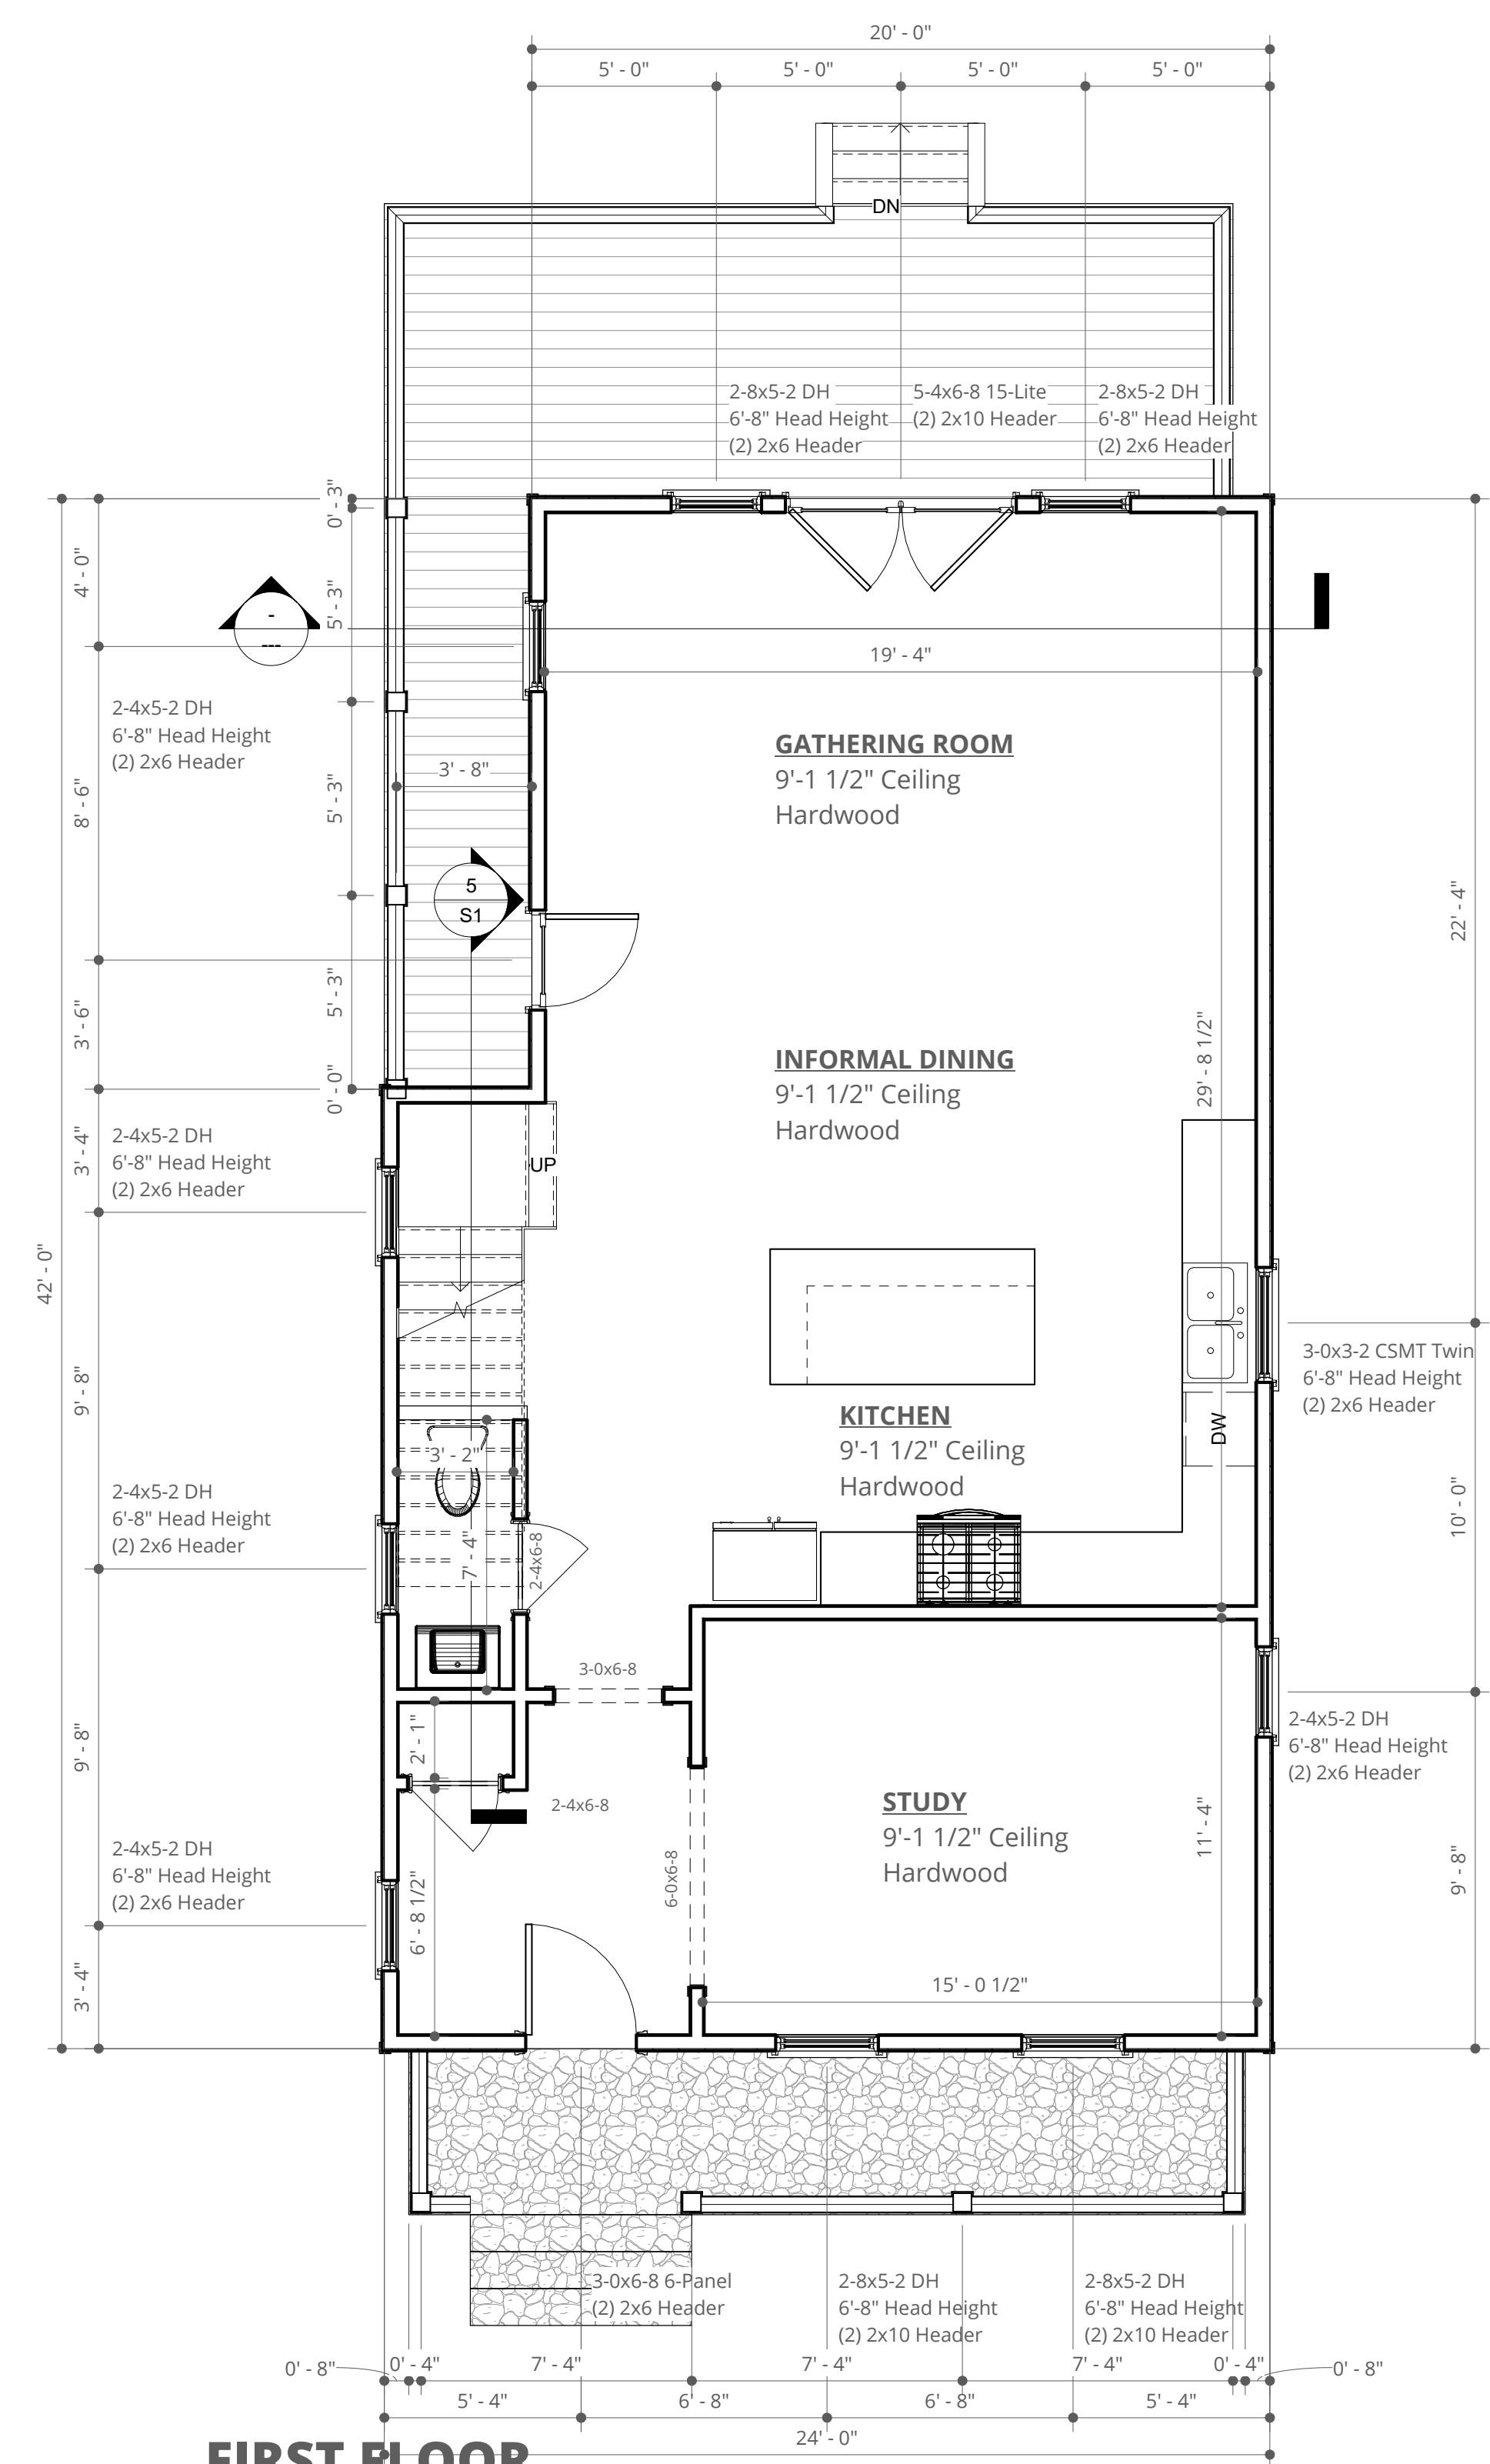 20' - 0"
5' - 0" 5' - 0" 5' - 0" 5' - 0"
DN
2-8x5-2 DH
6'-8" Head Height
(2) 2x6 Header
5-4x6-8 15-Lite
(2) 2x10 Header
2-8x5-2 DH
6'-8" Head Height
(2) 2x6 Header
0' - 3"
4' - 0"
5' - 3"
-
---
19' - 4"
2-4x5-2 DH
6'-8" Head Height
(2) 2x6 Header
GATHERING ROOM
9'-1 1/2" Ceiling
Hardwood
3' - 8"
8' - 6"
5' - 3"
5
S1
22' - 4"
3' - 6"
5' - 3"
0' - 0"
INFORMAL DINING
9'-1 1/2" Ceiling
Hardwood
29' - 8 1/2"
3' - 4"
2-4x5-2 DH
6'-8" Head Height
(2) 2x6 Header
UP
42' - 0"
3-0x3-2 CSMT Twin
6'-8" Head Height
(2) 2x6 Header
9' - 8"
KITCHEN
9'-1 1/2" Ceiling
Hardwood
DW
3' - 2"
2-4x5-2 DH
6'-8" Head Height
(2) 2x6 Header
7' - 4"
2-4x6-8
10' - 0"
3-0x6-8
2-4x5-2 DH
6'-8" Head Height
(2) 2x6 Header
9' - 8"
2' - 1"
2-4x6-8
STUDY
9'-1 1/2" Ceiling
Hardwood
11' - 4"
9' - 8"
2-4x5-2 DH
6'-8" Head Height
(2) 2x6 Header
6' - 8 1/2"
6-0x6-8
3' - 4"
15' - 0 1/2"
3-0x6-8 6-Panel
(2) 2x6 Header
2-8x5-2 DH
6'-8" Head Height
(2) 2x10 Header
2-8x5-2 DH
6'-8" Head Height
(2) 2x10 Header
0' - 8" 0' - 4" 7' - 4" 7' - 4" 7' - 4" 0' - 4" 0' - 8"
5' - 4" 6' - 8" 6' - 8" 5' - 4"
24' - 0"
FIRST FLOOR